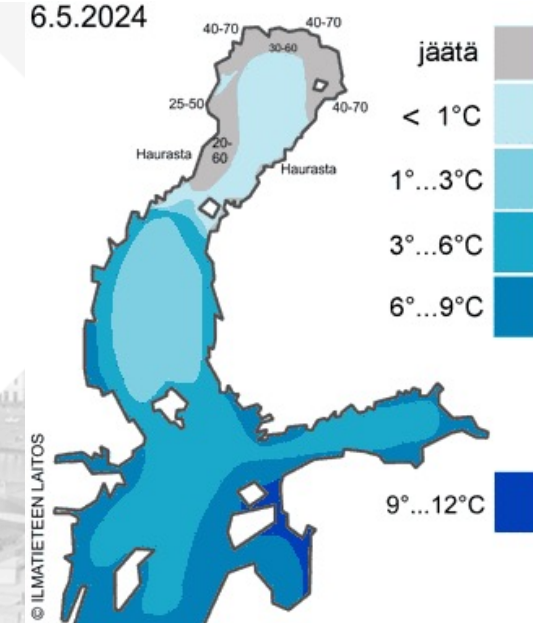 6.5.2024
40-70
40-70
30-60
jäätä
25-50
40-70
< 1°C
20-
60
Haurasta
Haurasta
1°...3°C
3°...6°C
6°...9°C
9°...12°C
© ILMATIETEEN LAITOS